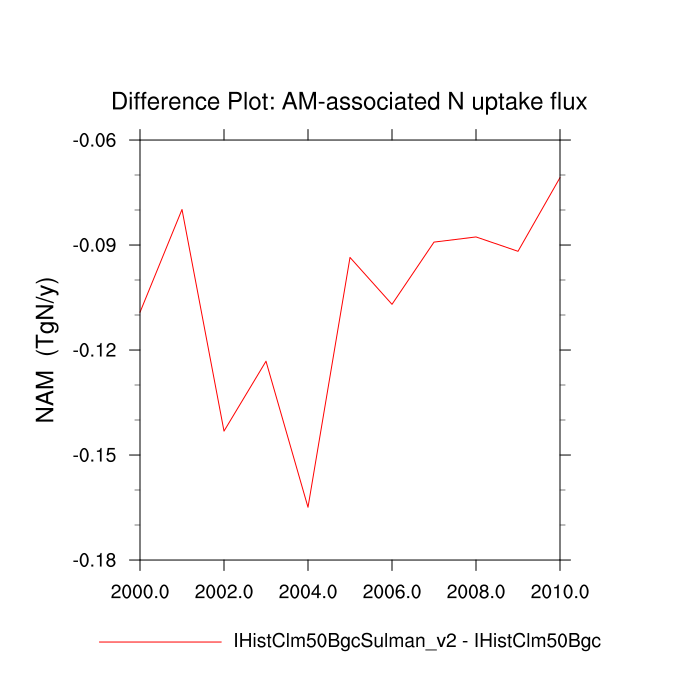 Difference Plot: AM-associated N uptake flux
-0.06
-0.09
-0.12
-0.15
-0.18
NAM (TgN/y)
2000.0 2002.0 2004.0 2006.0 2008.0 2010.0
IHistClm50BgcSulman_v2 - IHistClm50Bgc